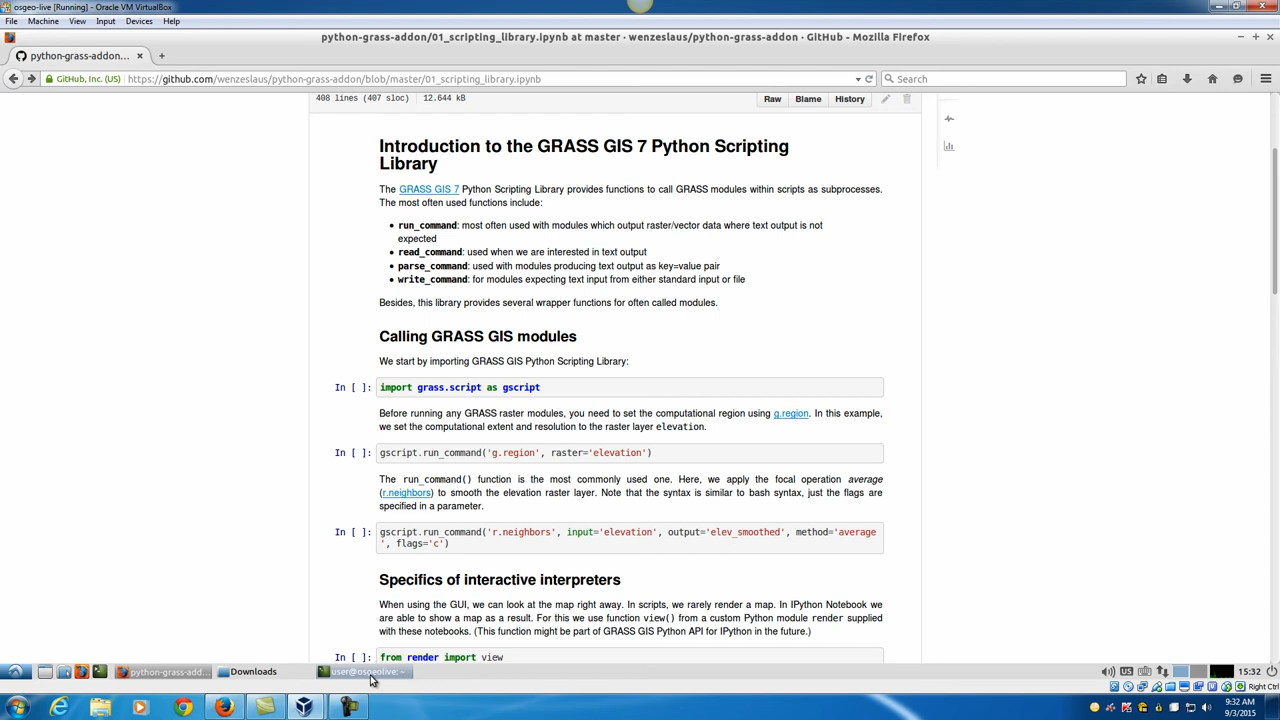 osgeo-live [Running] - Oracle VM VirtualBox
File Machine Input Devices Help
python-grass-addon/01_scripting_library.ipynb at master · wenzeslaus/python-grass-addon · GitHub - Mozilla Firefox
python-grass-addon...
GitHub, Inc. (US) https://github.com/wenzeslaus/python-grass-addon/blob/master/01_scripting_library.ipynb Search
408 lines (407 sloc) 12.644 kB Raw Blame History
Introduction to the GRASS GIS 7 Python Scripting
Library
The GRASS GIS 7 Python Scripting Library provides functions to call GRASS modules within scripts as subprocesses.
The most often used functions include:
• run_command: most often used with modules which output raster/vector data where text output is not
expected
• read_command: used when we are interested in text output
• parse_command: used with modules producing text output as key=value pair
• write_command: for modules expecting text input from either standard input or file
Besides, this library provides several wrapper functions for often called modules.
Calling GRASS GIS modules
We start by importing GRASS GIS Python Scripting Library:
In [ ]: import grass.script as gscript
Before running any GRASS raster modules, you need to set the computational region using g.region. In this example,
we set the computational extent and resolution to the raster layer elevation.
In [ ]: gscript.run_command('g.region', raster='elevation')
The run_command() function is the most commonly used one. Here, we apply the focal operation average
(r.neighbors) to smooth the elevation raster layer. Note that the syntax is similar to bash syntax, just the flags are
specified in a parameter.
In [ ]: gscript.run_command('r.neighbors', input='elevation', output='elev_smoothed', method='average
', flags='c')
Specifics of interactive interpreters
When using the GUI, we can look at the map right away. In scripts, we rarely render a map. In IPython Notebook we
are able to show a map as a result. For this we use function view() from a custom Python module render supplied
with these notebooks. (This function might be part of GRASS GIS Python API for IPython in the future.)
In [ ]: from render import view
python-grass-add... Downloads user@osgeolive: ~ US 15:32
Right Ctrl
9:32 AM
9/3/2015